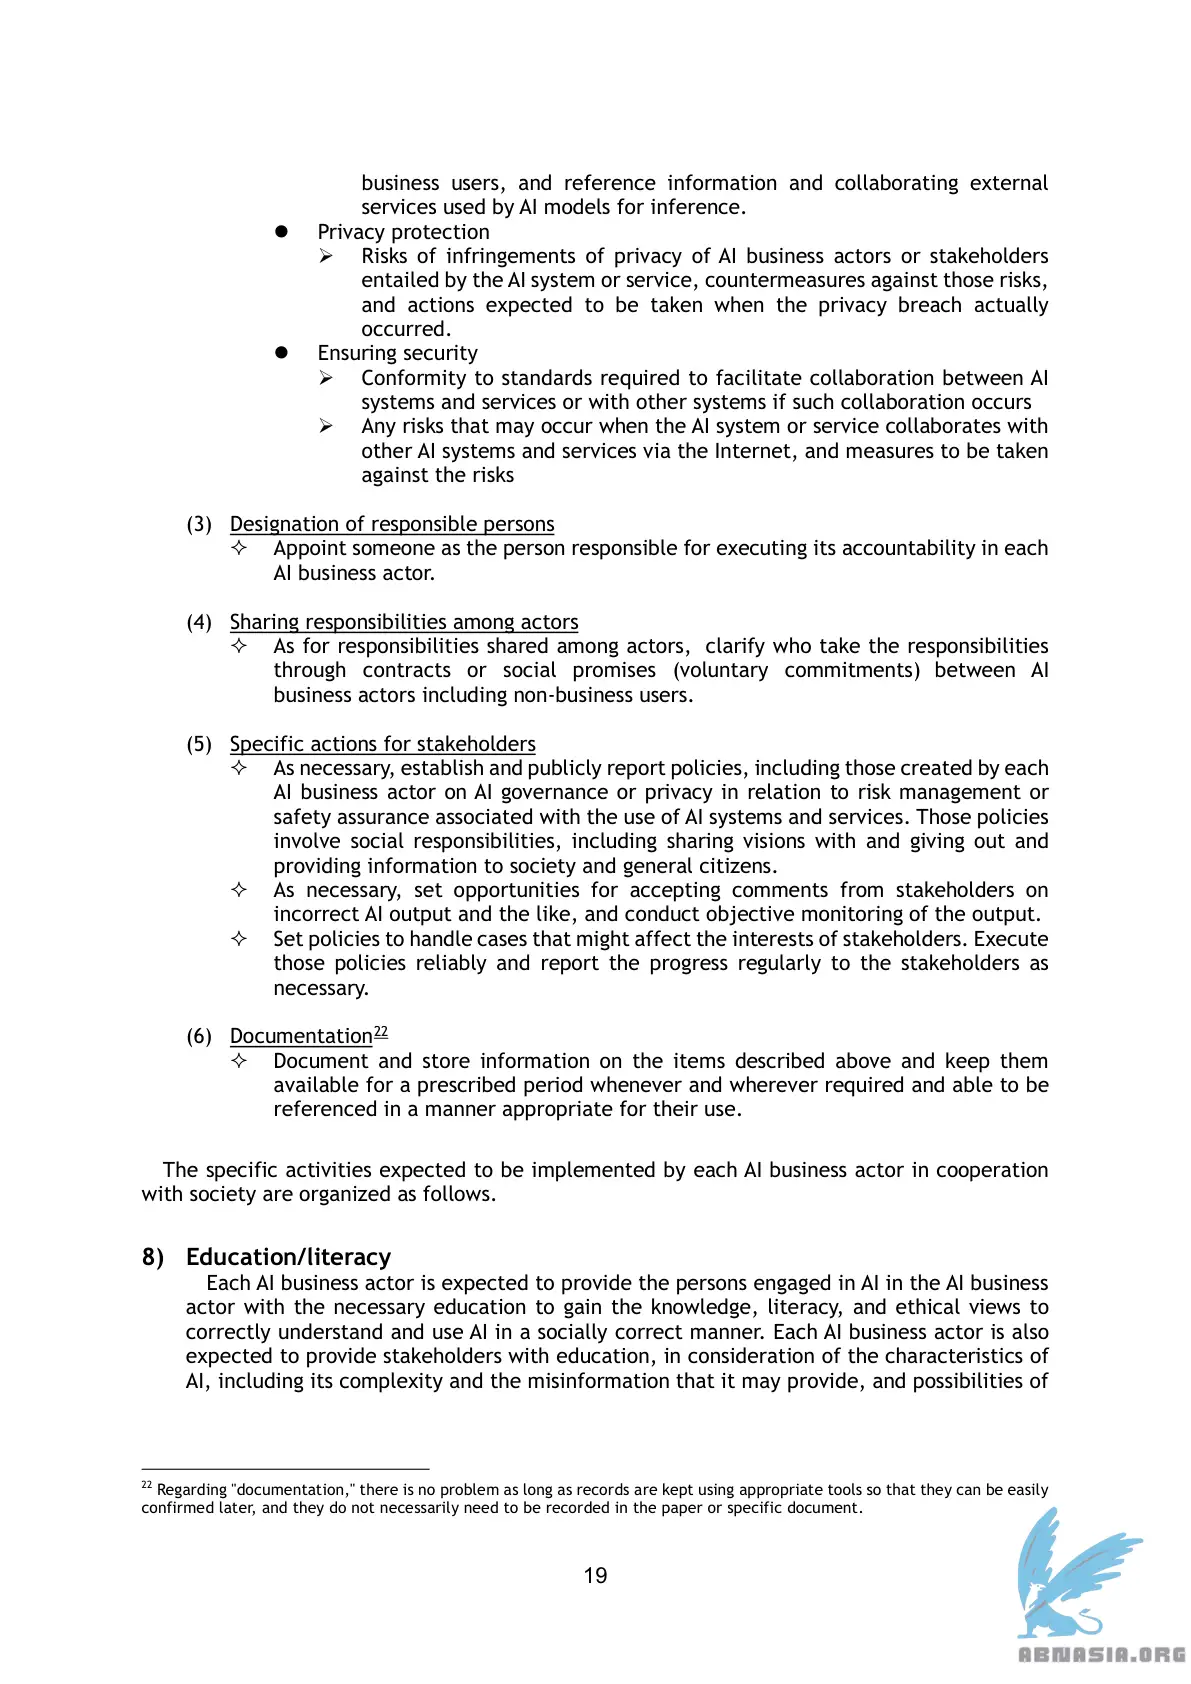 business users, and reference information and collaborating external
services used by AI models for inference.
● Privacy protection
➢ Risks of infringements of privacy of AI business actors or stakeholders
entailed by the AI system or service, countermeasures against those risks,
and actions expected to be taken when the privacy breach actually
occurred.
● Ensuring security
➢ Conformity to standards required to facilitate collaboration between AI
systems and services or with other systems if such collaboration occurs
➢ Any risks that may occur when the AI system or service collaborates with
other AI systems and services via the Internet, and measures to be taken
against the risks
(3) Designation of responsible persons
✧ Appoint someone as the person responsible for executing its accountability in each
AI business actor.
(4) Sharing responsibilities among actors
✧ As for responsibilities shared among actors, clarify who take the responsibilities
through contracts or social promises (voluntary commitments) between AI
business actors including non-business users.
(5) Specific actions for stakeholders
✧ As necessary, establish and publicly report policies, including those created by each
AI business actor on AI governance or privacy in relation to risk management or
safety assurance associated with the use of AI systems and services. Those policies
involve social responsibilities, including sharing visions with and giving out and
providing information to society and general citizens.
✧ As necessary, set opportunities for accepting comments from stakeholders on
incorrect AI output and the like, and conduct objective monitoring of the output.
✧ Set policies to handle cases that might affect the interests of stakeholders. Execute
those policies reliably and report the progress regularly to the stakeholders as
necessary.
(6) Documentation22
✧ Document and store information on the items described above and keep them
available for a prescribed period whenever and wherever required and able to be
referenced in a manner appropriate for their use.
The specific activities expected to be implemented by each AI business actor in cooperation
with society are organized as follows.
8) Education/literacy
Each AI business actor is expected to provide the persons engaged in AI in the AI business
actor with the necessary education to gain the knowledge, literacy, and ethical views to
correctly understand and use AI in a socially correct manner. Each AI business actor is also
expected to provide stakeholders with education, in consideration of the characteristics of
AI, including its complexity and the misinformation that it may provide, and possibilities of
22 Regarding "documentation," there is no problem as long as records are kept using appropriate tools so that they can be easily
confirmed later, and they do not necessarily need to be recorded in the paper or specific document.
19
ABNASIA.ORG